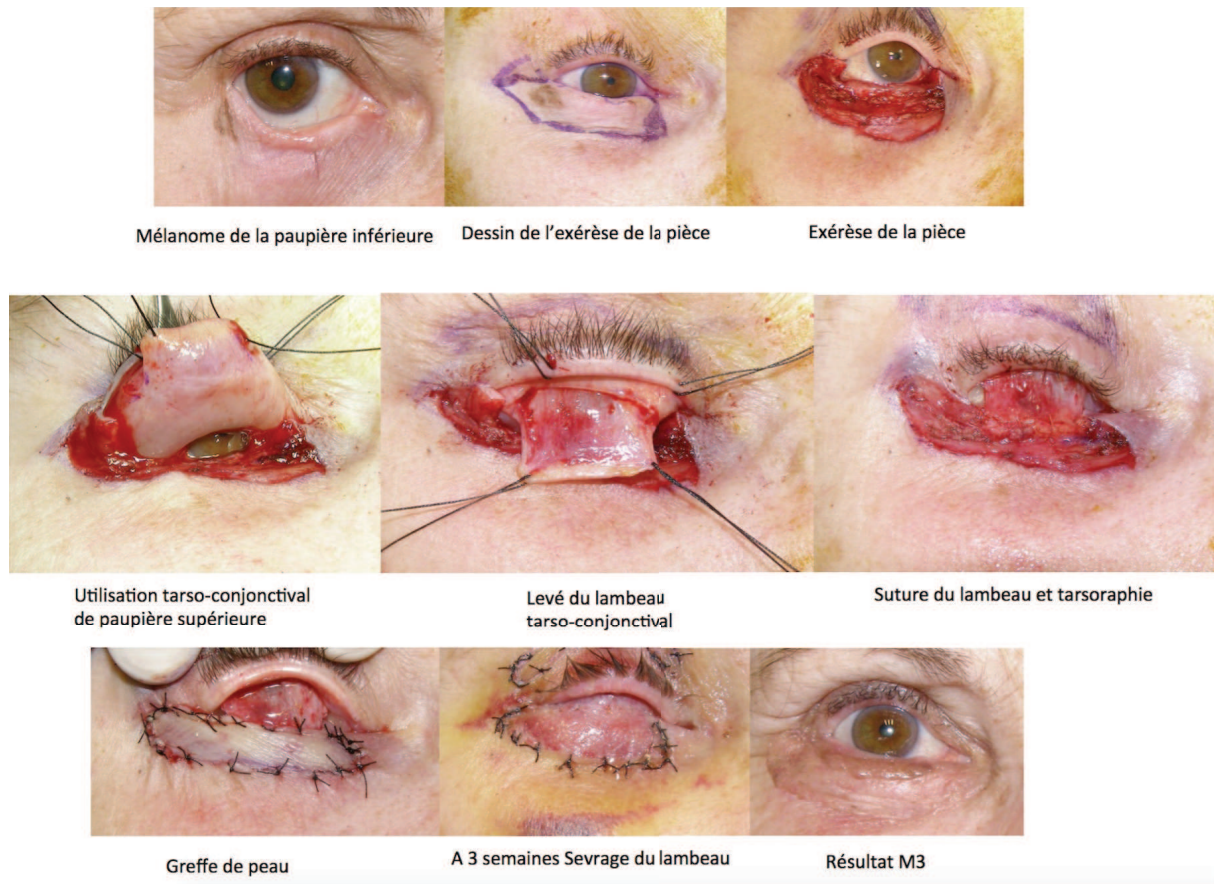 Mélanome de la paupière inférieure
Dessin de l'exérèse de la pièce
Exérèse de la pièce
Utilisation tarso-conjonctival
de paupière supérieure
Levé du lambeau
tarso-conjonctival
Suture du lambeau et tarsoraphie
Greffe de peau
A 3 semaines Sevrage du lambeau
Résultat M3